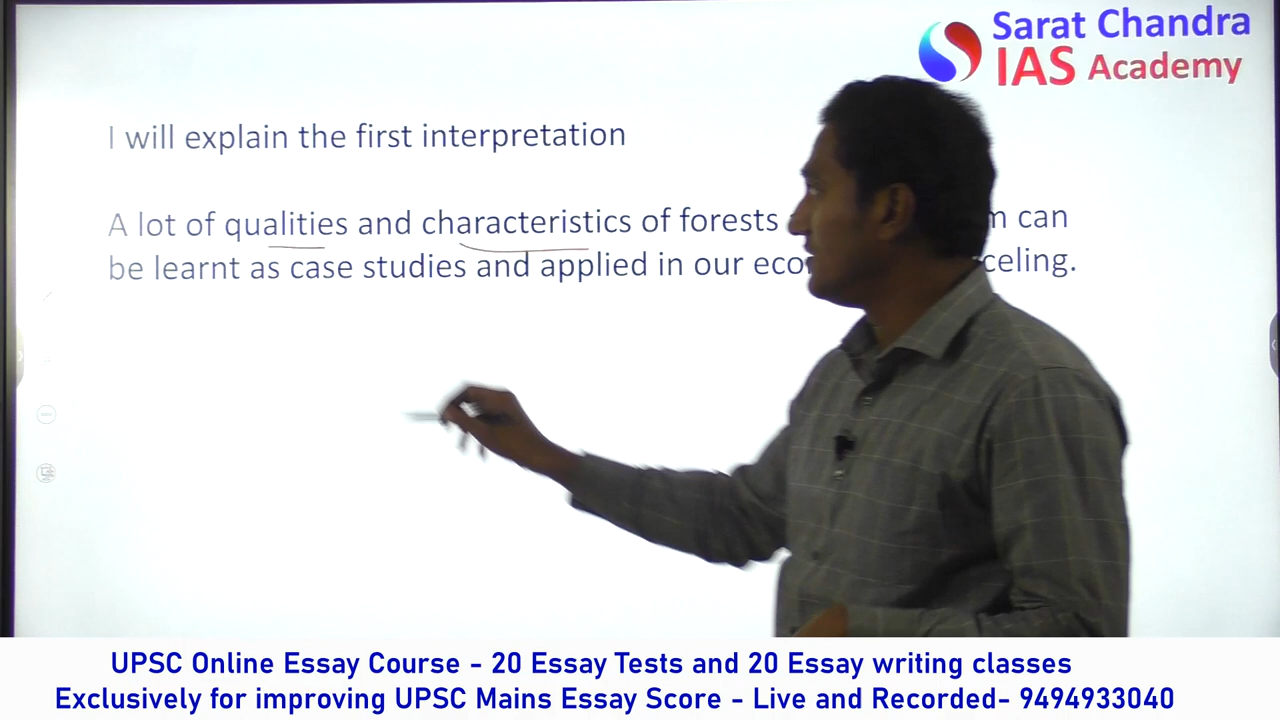 Sarat Chandra
IAS Academy
I will explain the first interpretation
A lot of qualities and characteristics of forests can
be learnt as case studies and applied in our
UPSC Online Essay Course - 20 Essay Tests and 20 Essay writing classes
Exclusively for improving UPSC Mains Essay Score - Live and Recorded- 9494933040